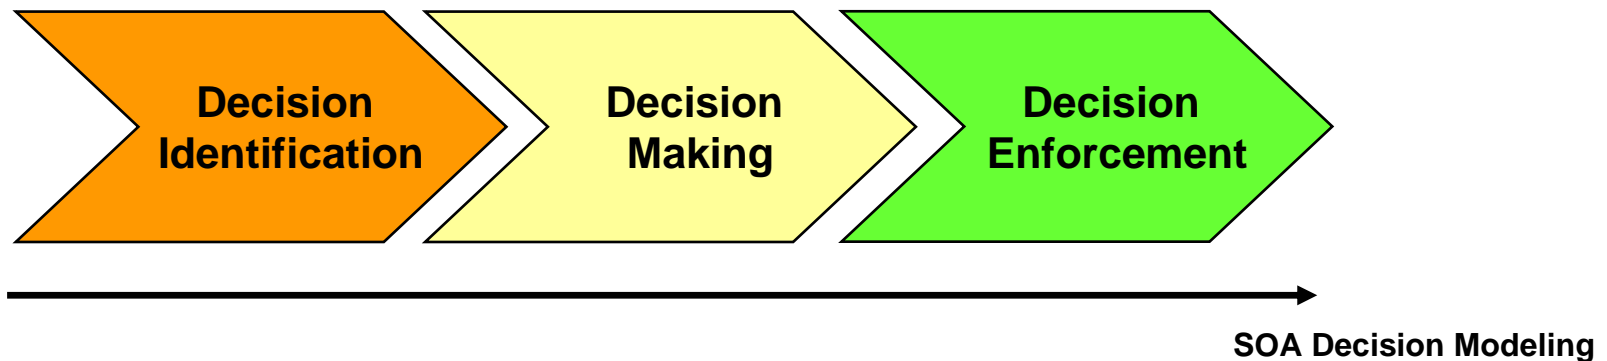 Decision
Identification
Decision
Making
Decision
Enforcement
SOA Decision Modeling